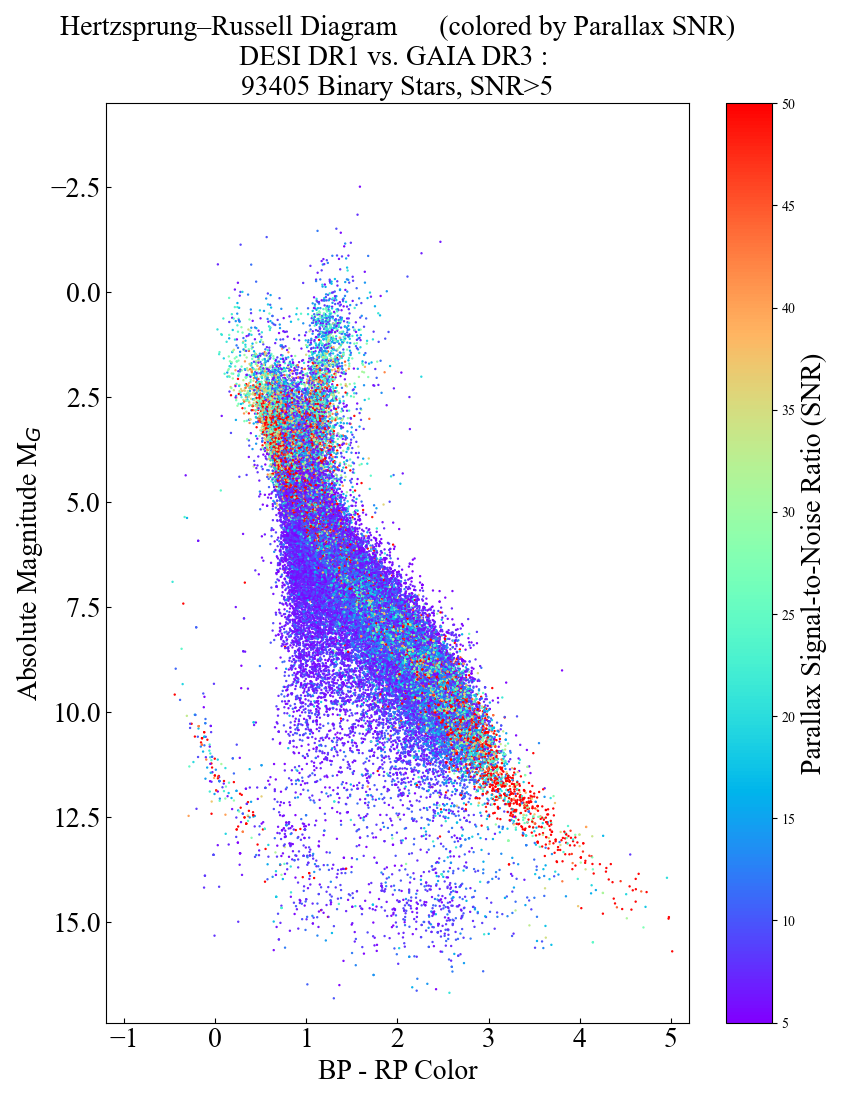 Hertzsprung–Russell Diagram (colored by Parallax SNR)
DESI DR1 vs. GAIA DR3 :
93405 Binary Stars, SNR>5
Absolute Magnitude M_G
−2.5
0.0
2.5
5.0
7.5
10.0
12.5
15.0
−1 0 1 2 3 4 5
BP - RP Color
50
45
40
35
30
25
20
15
10
5
Parallax Signal-to-Noise Ratio (SNR)